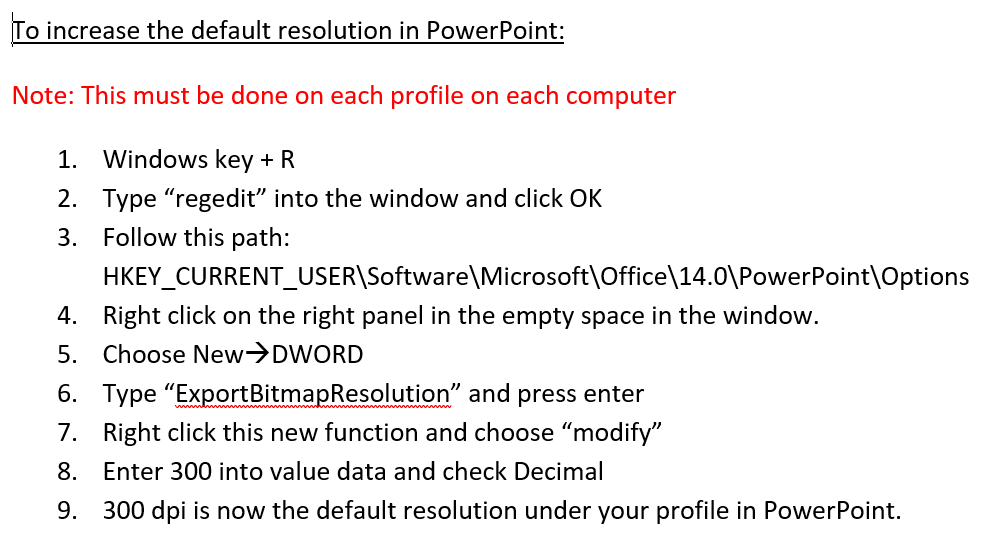 To increase the default resolution in PowerPoint:
Note: This must be done on each profile on each computer
1. Windows key + R
2. Type “regedit” into the window and click OK
3. Follow this path:
HKEY_CURRENT_USER\Software\Microsoft\Office\14.0\PowerPoint\Options
4. Right click on the right panel in the empty space in the window.
5. Choose New→DWORD
6. Type “ExportBitmapResolution” and press enter
7. Right click this new function and choose “modify”
8. Enter 300 into value data and check Decimal
9. 300 dpi is now the default resolution under your profile in PowerPoint.